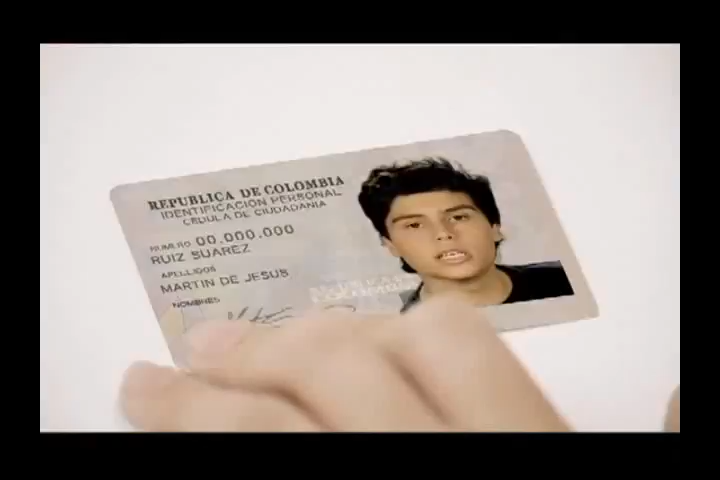 REPUBLICA DE COLOMBIA
IDENTIFICACION PERSONAL
CEDULA DE CIUDADANIA
NUMERO 00.000.000
RUIZ SUAREZ
APELLIDOS
MARTIN DE JESUS
NOMBRES
COLOMBIA